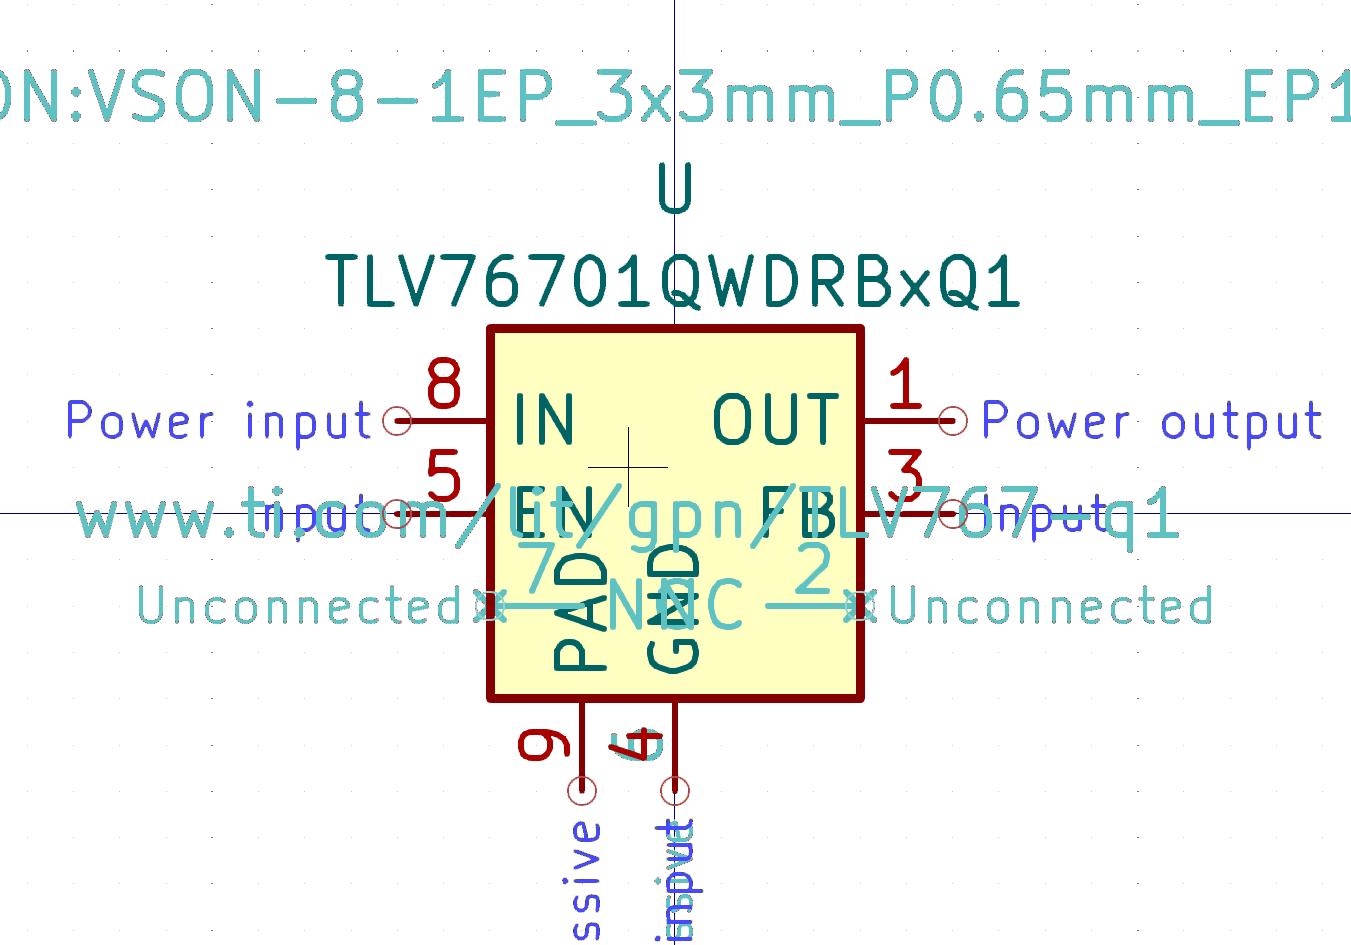 ON:VSON-8-1EP_3x3mm_P0.65mm_EP1
U
TLV76701QWDRBxQ1
8 1
Power input IN OUT Power output
5 3
Input EN FB Input
www.ti.com/lit/gpn/TLV767-q1
7 2
Unconnected NC NC Unconnected
PAD
GND
9
4
6
ssive
input